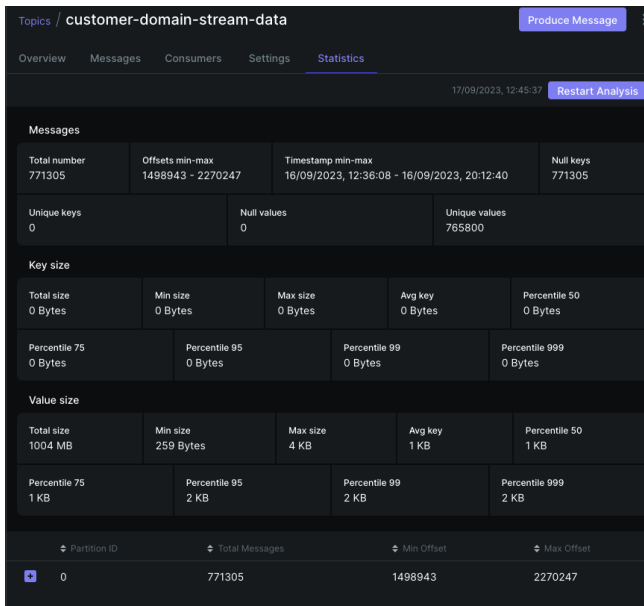 Topics / customer-domain-stream-data
Produce Message
Overview Messages Consumers Settings Statistics
17/09/2023, 12:45:37 Restart Analysis
Messages
Total number Offsets min-max Timestamp min-max Null keys
771305 1498943 - 2270247 16/09/2023, 12:36:08 - 16/09/2023, 20:12:40 771305
Unique keys Null values Unique values
0 0 765800
Key size
Total size Min size Max size Avg key Percentile 50
0 Bytes 0 Bytes 0 Bytes 0 Bytes 0 Bytes
Percentile 75 Percentile 95 Percentile 99 Percentile 999
0 Bytes 0 Bytes 0 Bytes 0 Bytes
Value size
Total size Min size Max size Avg key Percentile 50
1004 MB 259 Bytes 4 KB 1 KB 1 KB
Percentile 75 Percentile 95 Percentile 99 Percentile 999
1 KB 2 KB 2 KB 2 KB
Partition ID Total Messages Min Offset Max Offset
0 771305 1498943 2270247